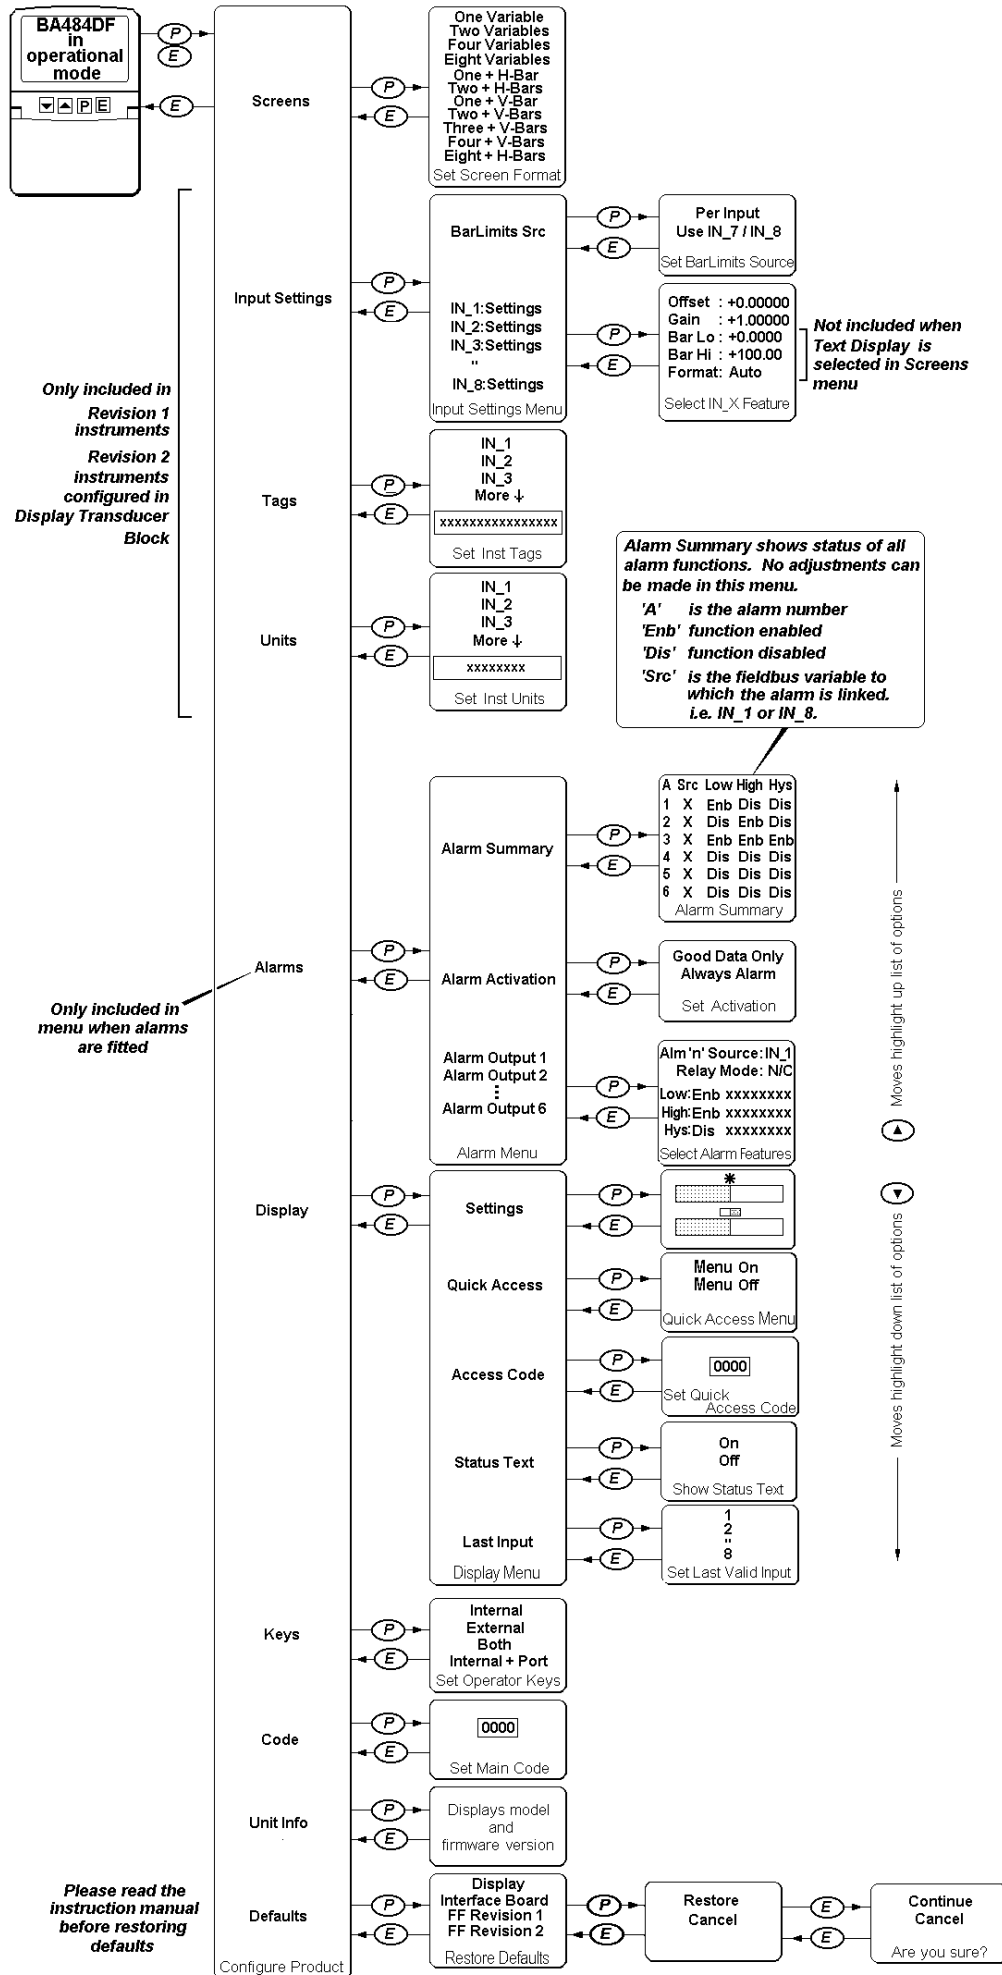 BA484DF
in
operational
mode
P E
P
E
E
Screens
P
E
One Variable
Two Variables
Four Variables
Eight Variables
One + H-Bar
Two + H-Bars
One + V-Bar
Two + V-Bars
Three + V-Bars
Four + V-Bars
Eight + H-Bars
Set Screen Format
Only included in
Revision 1
instruments
Revision 2
instruments
configured in
Display Transducer
Block
Input Settings
P
E
BarLimits Src
IN_1:Settings
IN_2:Settings
IN_3:Settings
"
IN_8:Settings
Input Settings Menu
P
E
Per Input
Use IN_7 / IN_8
Set BarLimits Source
P
E
Offset : +0.00000
Gain : +1.00000
Bar Lo : +0.0000
Bar Hi : +100.00
Format: Auto
Select IN_X Feature
Not included when
Text Display is
selected in Screens
menu
Tags
P
E
IN_1
IN_2
IN_3
More ↓
xxxxxxxxxxxxxxxx
Set Inst Tags
Units
P
E
IN_1
IN_2
IN_3
More ↓
xxxxxxxx
Set Inst Units
Alarm Summary shows status of all
alarm functions. No adjustments can
be made in this menu.
'A' is the alarm number
'Enb' function enabled
'Dis' function disabled
'Src' is the fieldbus variable to
which the alarm is linked.
i.e. IN_1 or IN_8.
Alarms
Only included in
menu when alarms
are fitted
P
E
Alarm Summary
P
E
A Src Low High Hys
1 X Enb Dis Dis
2 X Dis Enb Dis
3 X Enb Enb Enb
4 X Dis Dis Dis
5 X Dis Dis Dis
6 X Dis Dis Dis
Alarm Summary
Alarm Activation
P
E
Good Data Only
Always Alarm
Set Activation
Alarm Output 1
Alarm Output 2
⋮
Alarm Output 6
Alarm Menu
P
E
Alm 'n' Source:IN_1
Relay Mode: N/C
Low:Enb xxxxxxxx
High:Enb xxxxxxxx
Hys:Dis xxxxxxxx
Select Alarm Features
Moves highlight up list of options
Moves highlight down list of options
Display
P
E
Settings
P
E
Quick Access
P
E
Menu On
Menu Off
Quick Access Menu
Access Code
P
E
0000
Set Quick
Access Code
Status Text
P
E
On
Off
Show Status Text
Last Input
Display Menu
P
E
1
2
"
8
Set Last Valid Input
Keys
P
E
Internal
External
Both
Internal + Port
Set Operator Keys
Code
P
E
0000
Set Main Code
Unit Info
P
E
Displays model
and
firmware version
Please read the
instruction manual
before restoring
defaults
Defaults
Configure Product
P
E
Display
Interface Board
FF Revision 1
FF Revision 2
Restore Defaults
P
E
Restore
Cancel
E
E
Continue
Cancel
Are you sure?